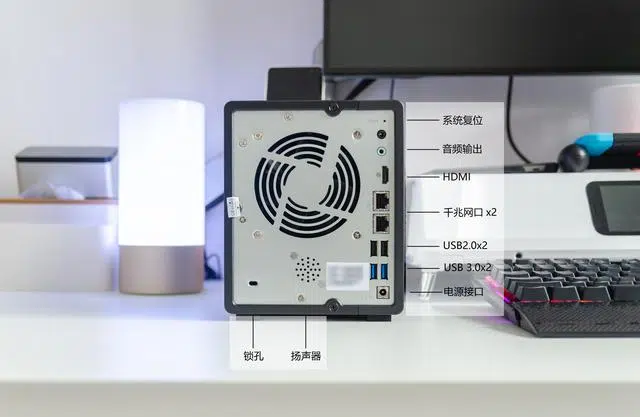 系统复位
音频输出
HDMI
千兆网口 x2
USB2.0x2
USB 3.0x2
电源接口
锁孔
扬声器